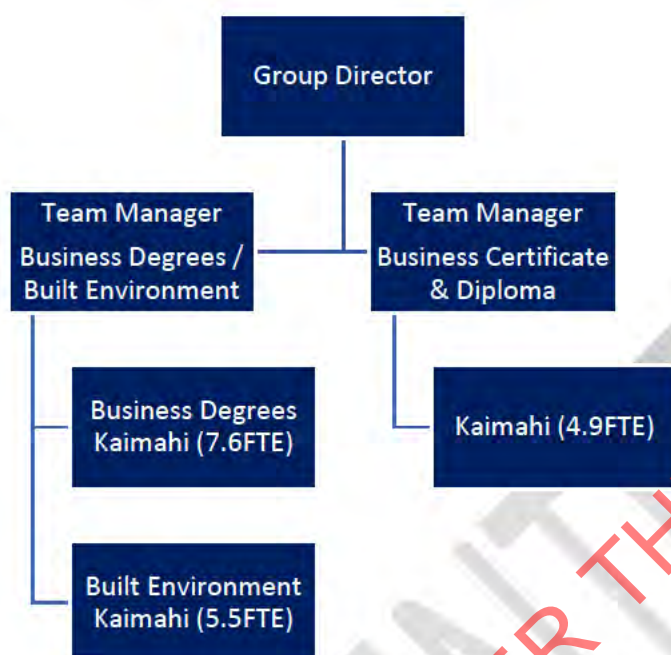 Group Director
Team Manager
Business Degrees /
Built Environment
Team Manager
Business Certificate
& Diploma
Business Degrees
Kaimahi (7.6FTE)
Kaimahi (4.9FTE)
Built Environment
Kaimahi (5.5FTE)